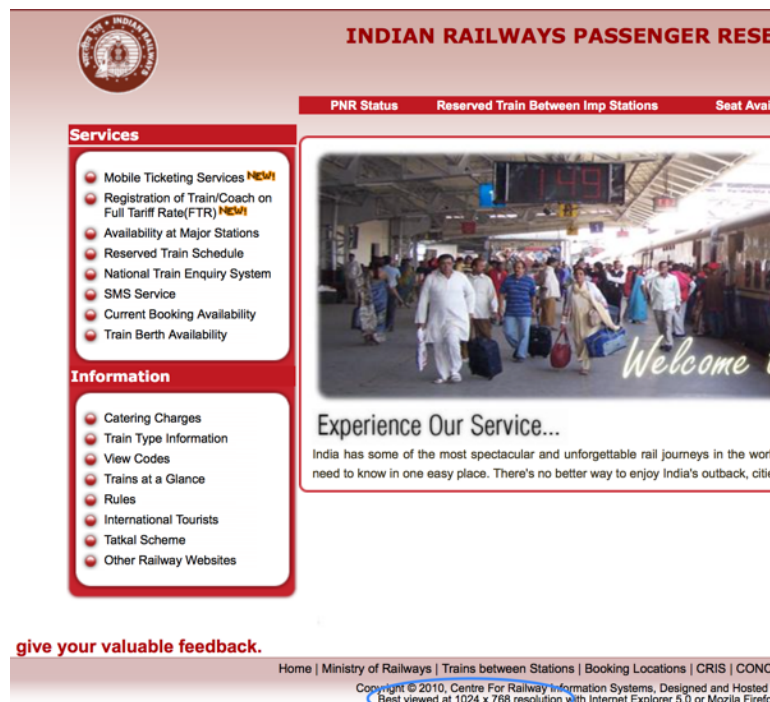 INDIAN RAILWAYS PASSENGER RESE
INDIAN RAILWAYS
भारतीय रेल
PNR Status Reserved Train Between Imp Stations Seat Avai
Services
Mobile Ticketing Services NEW!
Registration of Train/Coach on
Full Tariff Rate(FTR) NEW!
Availability at Major Stations
Reserved Train Schedule
National Train Enquiry System
SMS Service
Current Booking Availability
Train Berth Availability
Information
Catering Charges
Train Type Information
View Codes
Trains at a Glance
Rules
International Tourists
Tatkal Scheme
Other Railway Websites
149
Welcome
Experience Our Service...
India has some of the most spectacular and unforgettable rail journeys in the wor
need to know in one easy place. There's no better way to enjoy India's outback, citie
give your valuable feedback.
Home | Ministry of Railways | Trains between Stations | Booking Locations | CRIS | CONC
Copyright © 2010, Centre For Railway Information Systems, Designed and Hosted
Best viewed at 1024 x 768 resolution with Internet Explorer 5.0 or Mozila Firefo